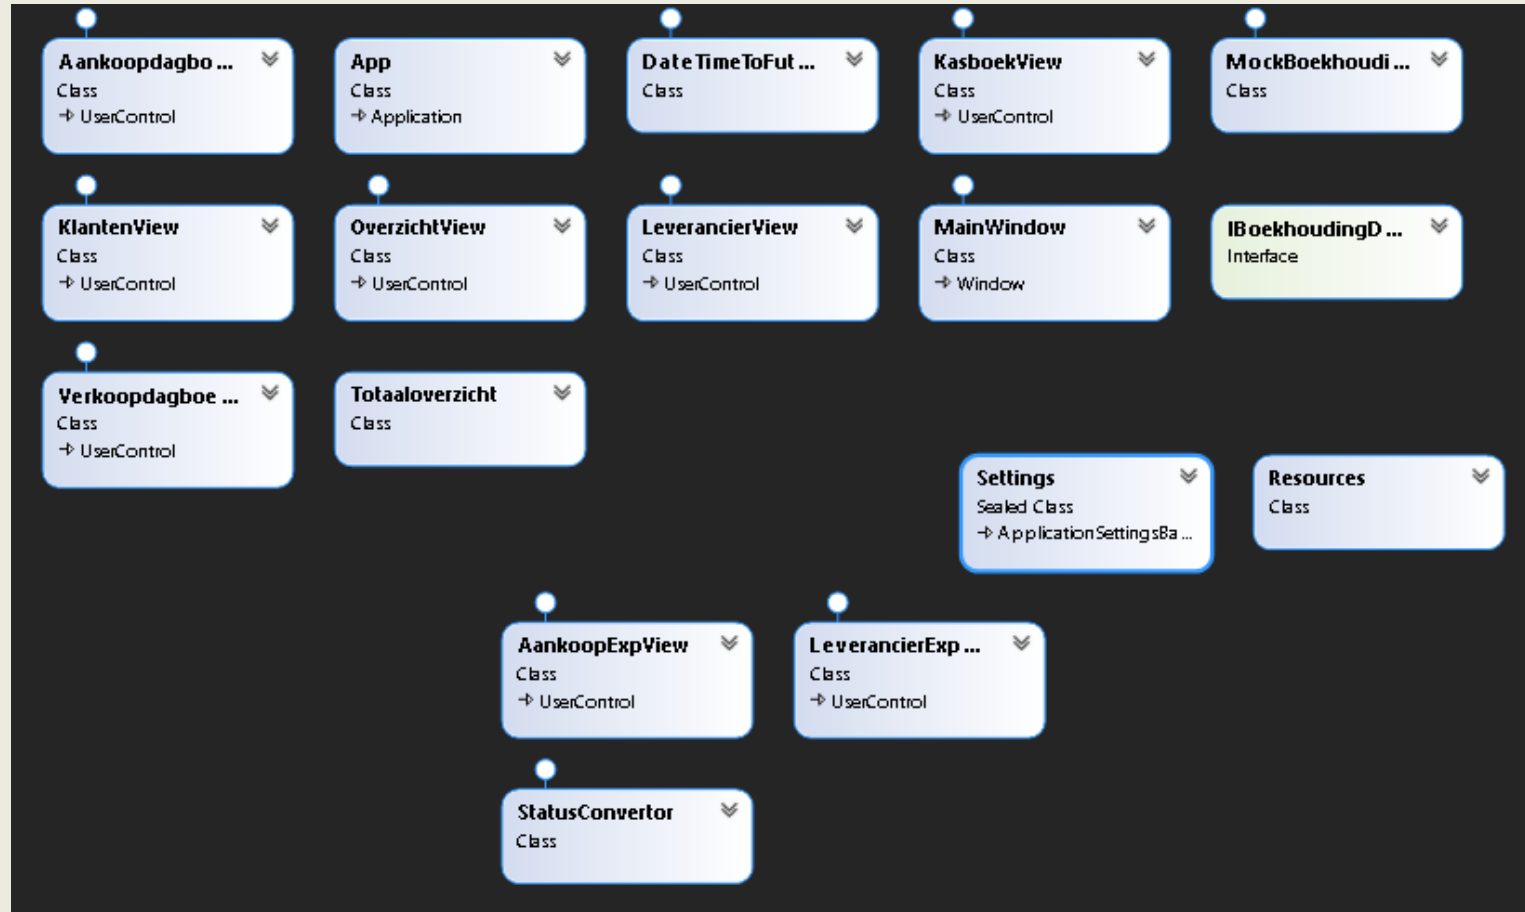 Aankoopdagbo ...
Class
UserControl
App
Class
Application
DateTimeToFut ...
Class
KasboekView
Class
UserControl
MockBoekhoudi ...
Class
KlantenView
Class
UserControl
OverzichtView
Class
UserControl
LeverancierView
Class
UserControl
MainWindow
Class
Window
IBoekhoudingD ...
Interface
Verkoopdagboe ...
Class
UserControl
Totaaloverzicht
Class
Settings
Sealed Class
ApplicationSettingsBa...
Resources
Class
AankoopExpView
Class
UserControl
LeverancierExp ...
Class
UserControl
StatusConvertor
Class